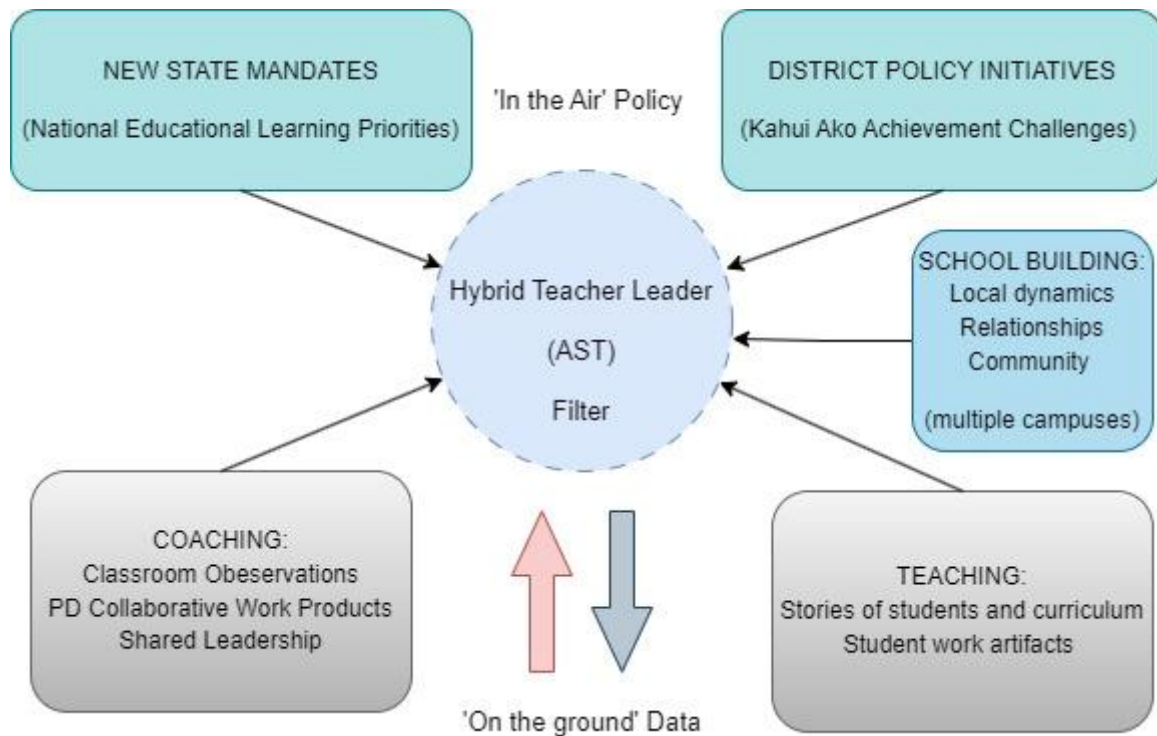 NEW STATE MANDATES
(National Educational Learning Priorities)
'In the Air' Policy
DISTRICT POLICY INITIATIVES
(Kahui Ako Achievement Challenges)
Hybrid Teacher Leader
(AST)
Filter
SCHOOL BUILDING:
Local dynamics
Relationships
Community
(multiple campuses)
COACHING:
Classroom Obeservations
PD Collaborative Work Products
Shared Leadership
TEACHING:
Stories of students and curriculum
Student work artifacts
'On the ground' Data